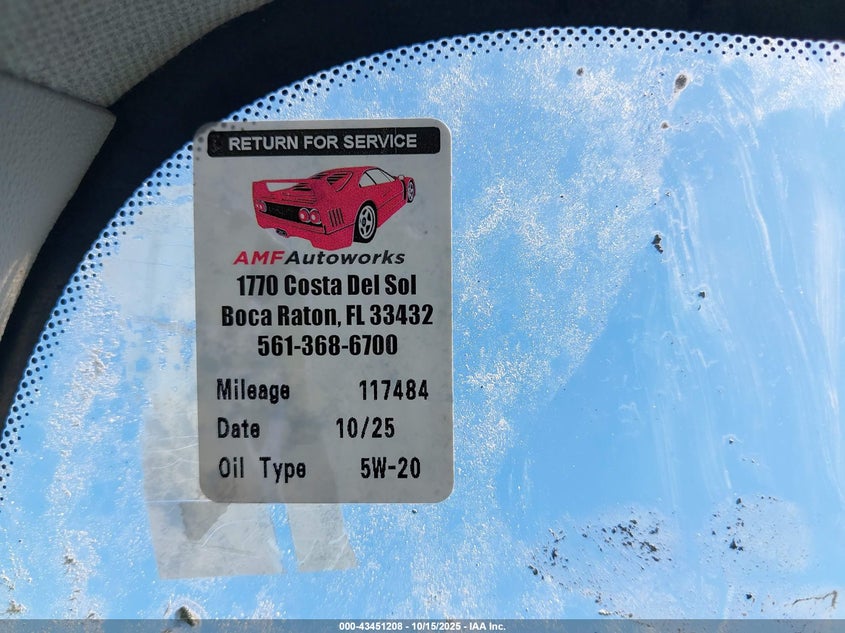 RETURN FOR SERVICE
AMFAutoworks
1770 Costa Del Sol
Boca Raton, FL 33432
561-368-6700
Mileage 117484
Date 10/25
Oil Type 5W-20
000-43451208 - 10/15/2025 - IAA Inc.